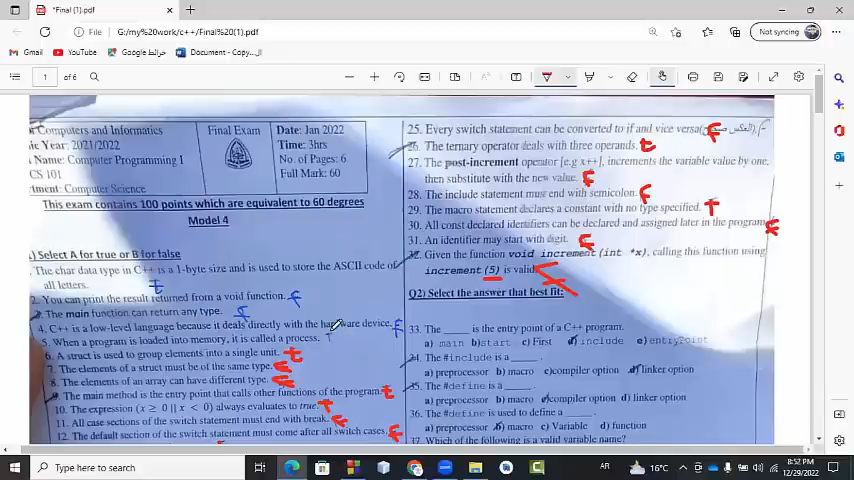 *Final (1).pdf
File
G:/my%20work/c++/Final%20(1).pdf
Not syncing
Gmail
YouTube
خرائط Google
Document - Copy - ال...
1
of 6
Computers and Informatics
ic Year: 2021/2022
Name: Computer Programming I
CS 101
rtment: Computer Science
Final Exam
Date: Jan 2022
Time: 3hrs
No. of Pages: 6
Full Mark: 60
This exam contains 100 points which are equivalent to 60 degrees
Model 4
) Select A for true or B for false
. The char data type in C++ is a 1-byte size and is used to store the ASCII code of
all letters. t
2. You can print the result returned from a void function. F
3. The main function can return any type. F
4. C++ is a low-level language because it deals directly with the hardware device. F
5. When a program is loaded into memory, it is called a process. T
6. A struct is used to group elements into a single unit. t
7. The elements of a struct must be of the same type. F
8. The elements of an array can have different type. F
9. The main method is the entry point that calls other functions of the program. t
10. The expression (x ≥ 0 || x < 0) always evaluates to true. T
11. All case sections of the switch statement must end with break. F
12. The default section of the switch statement must come after all switch cases. F
25. Every switch statement can be converted to if and vice versa(العكس صحيح). F
26. The ternary operator deals with three operands. t
27. The post-increment operator [e.g x++], increments the variable value by one,
then substitute with the new value. F
28. The include statement must end with semicolon. F
29. The macro statement declares a constant with no type specified. T
30. All const declared identifiers can be declared and assigned later in the program. F
31. An identifier may start with digit. F
32. Given the function void increment(int *x), calling this function using
increment (5) is valid. F
Q2) Select the answer that best fit:
33. The ____ is the entry point of a C++ program.
a) main b)start c) First d) include e) entryPoint
34. The #include is a ____.
a) preprocessor b) macro c)compiler option d) linker option
35. The #define is a ____.
a) preprocessor b) macro c)compiler option d) linker option
36. The #define is used to define a ____.
a) preprocessor b) macro c) Variable d) function
37. Which of the following is a valid variable name?
Type here to search
AR
16°C
8:52 PM
12/29/2022